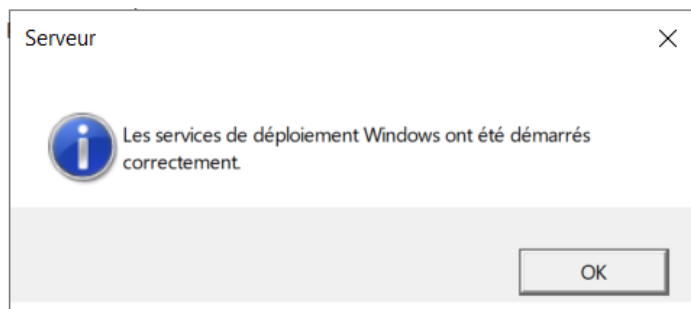 Serveur
Les services de déploiement Windows ont été démarrés
correctement.
OK